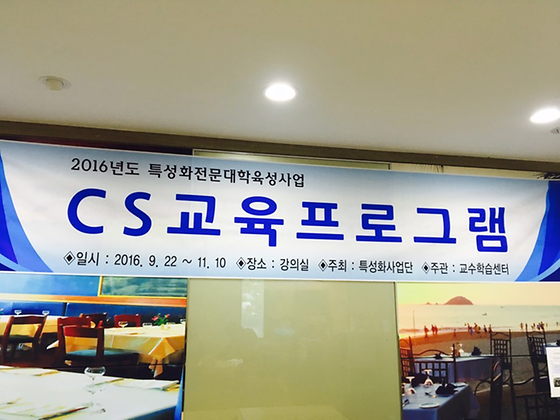 2016년도 특성화전문대학육성사업
CS교육프로그램
◈일시 : 2016. 9. 22 ~ 11. 10 ◈장소 : 강의실 ◈주최 : 특성화사업단 ◈주관 : 교수학습센터